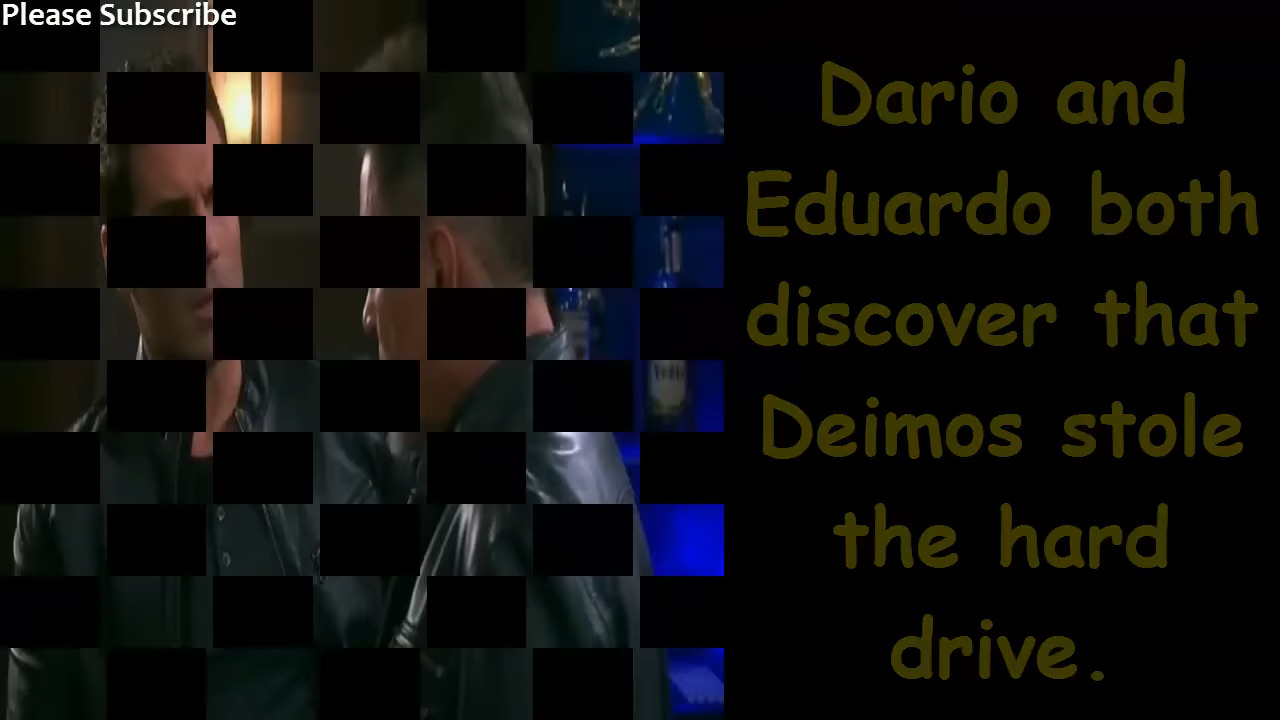 Please Subscribe
Dario and
Eduardo both
discover that
Deimos stole
the hard
drive.